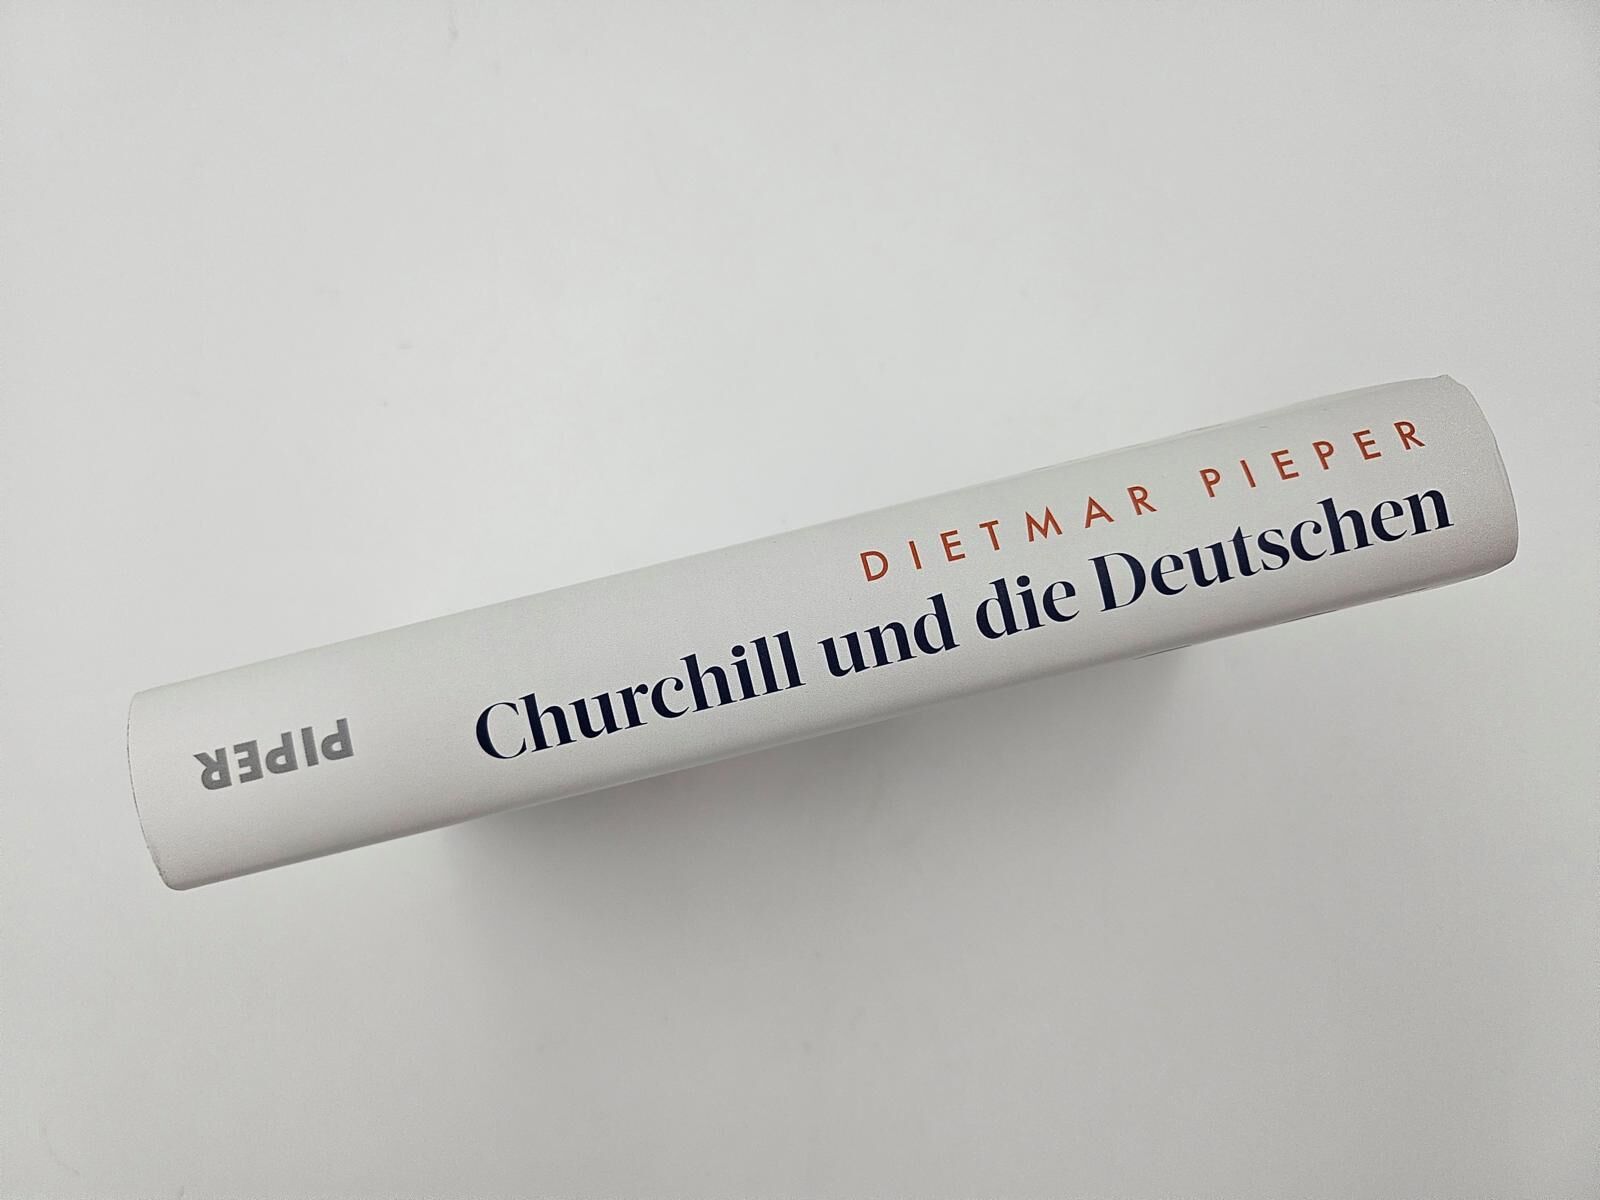 DIETMAR PIEPER
Churchill und die Deutschen
PIPER